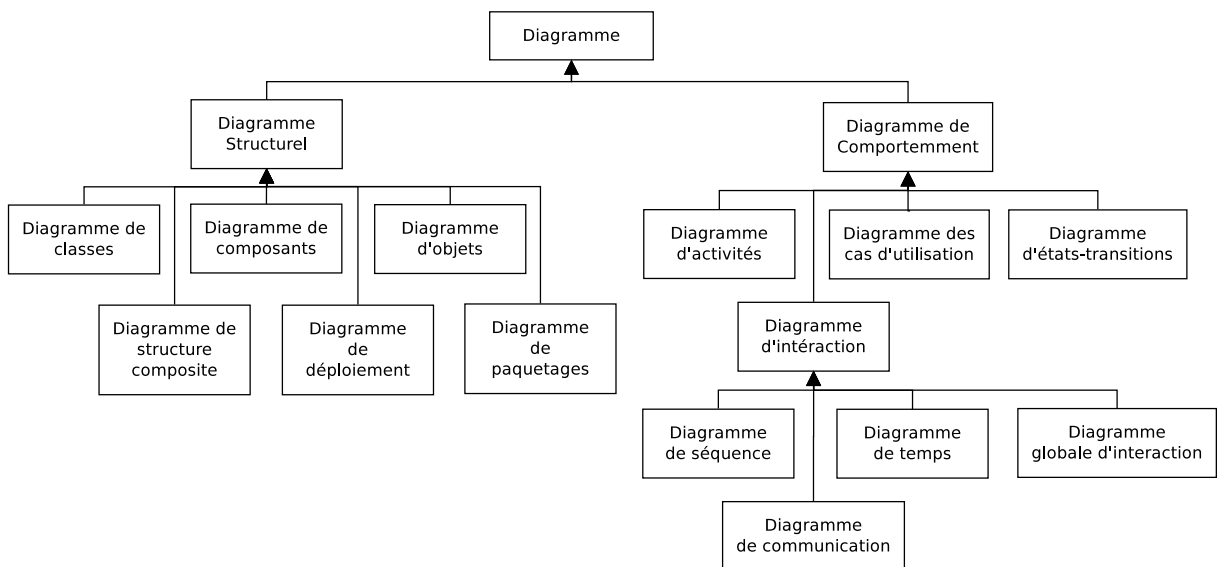 Diagramme
Diagramme
Structurel
Diagramme de
Comportemment
Diagramme de
classes
Diagramme de
composants
Diagramme
d'objets
Diagramme
d'activités
Diagramme des
cas d'utilisation
Diagramme
d'états-transitions
Diagramme de
structure
composite
Diagramme
de
déploiement
Diagramme
de
paquetages
Diagramme
d'intéraction
Diagramme
de séquence
Diagramme
de temps
Diagramme
globale d'interaction
Diagramme
de communication